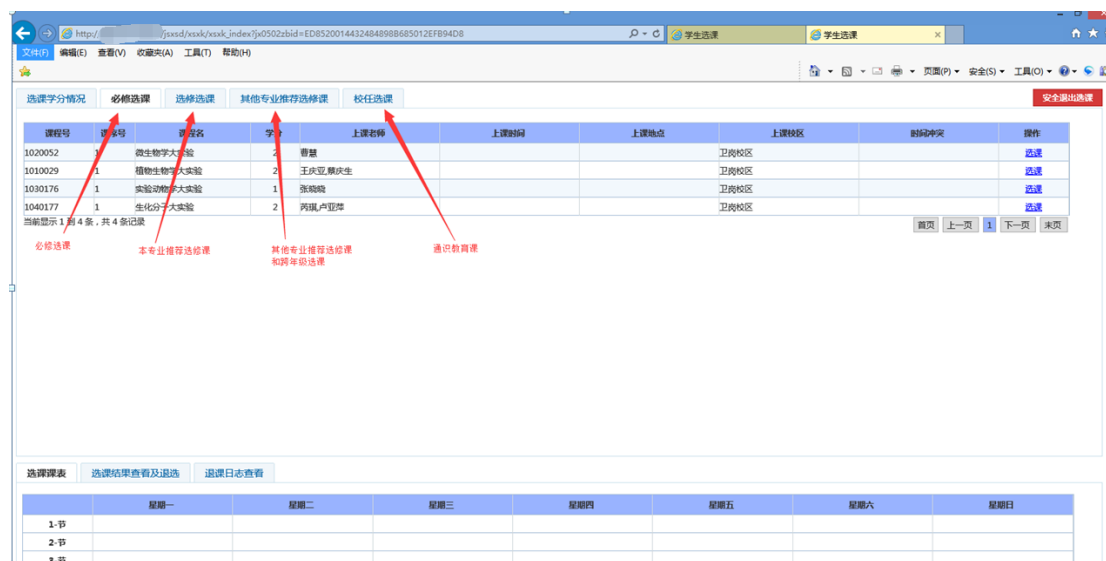 http:// /jsxsd/xsxk/xsxk_index?jx0502zbid=ED85200144324848988685012EFB94D8 学生选课 学生选课 ×
文件(F) 编辑(E) 查看(V) 收藏夹(A) 工具(T) 帮助(H)
页面(P) 安全(S) 工具(O)
选课学分情况 必修选课 选修选课 其他专业推荐选修课 校任选课 安全退出选课
课程号 课序号 课程名 学分 上课老师 上课时间 上课地点 上课校区 时间冲突 操作
1020052 1 微生物学大实验 2 曹慧 卫岗校区 选课
1010029 1 植物生物学大实验 2 王庆亚,蔡庆生 卫岗校区 选课
1030176 1 实验动物学大实验 1 张晓晓 卫岗校区 选课
1040177 1 生化分子大实验 2 芮琪,卢亚萍 卫岗校区 选课
当前显示 1 到 4 条，共 4 条记录 首页 上一页 1 下一页 末页
必修选课 本专业推荐选修课 其他专业推荐选修课 通识教育课
和跨年级选课
选课课表 选课结果查看及退选 退课日志查看
星期一 星期二 星期三 星期四 星期五 星期六 星期日
1-节
2-节
3-节